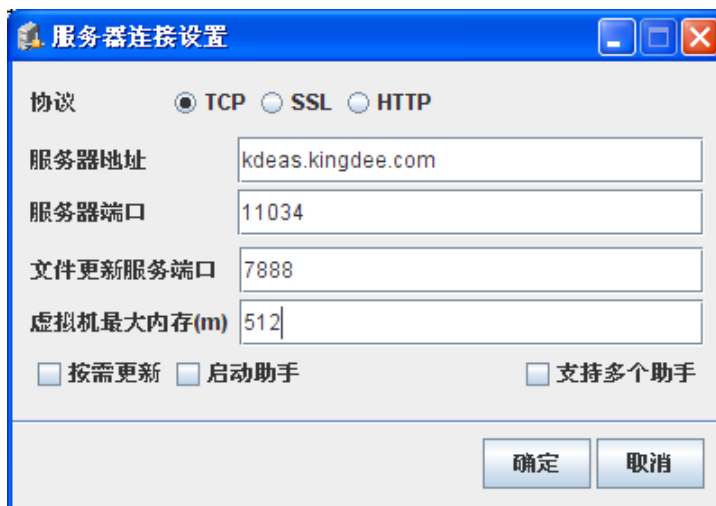 服务器连接设置
协议 TCP SSL HTTP
服务器地址 kdeas.kingdee.com
服务器端口 11034
文件更新服务端口 7888
虚拟机最大内存(m) 512
按需更新 启动助手 支持多个助手
确定 取消